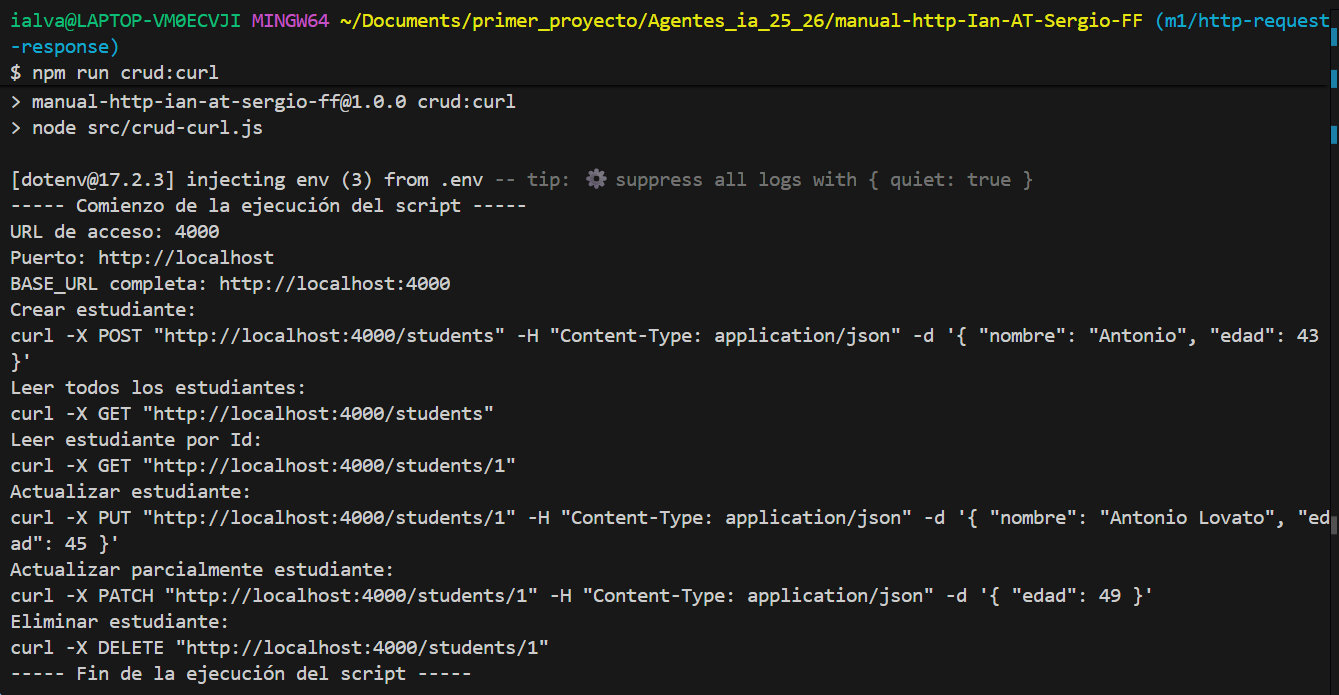 ialva@LAPTOP-VM0ECVJI MINGW64 ~/Documents/primer_proyecto/Agentes_ia_25_26/manual-http-Ian-AT-Sergio-FF (m1/http-request
-response)
$ npm run crud:curl
> manual-http-ian-at-sergio-ff@1.0.0 crud:curl
> node src/crud-curl.js
[dotenv@17.2.3] injecting env (3) from .env -- tip: ⚙️ suppress all logs with { quiet: true }
----- Comienzo de la ejecución del script -----
URL de acceso: 4000
Puerto: http://localhost
BASE_URL completa: http://localhost:4000
Crear estudiante:
curl -X POST "http://localhost:4000/students" -H "Content-Type: application/json" -d '{ "nombre": "Antonio", "edad": 43
}'
Leer todos los estudiantes:
curl -X GET "http://localhost:4000/students"
Leer estudiante por Id:
curl -X GET "http://localhost:4000/students/1"
Actualizar estudiante:
curl -X PUT "http://localhost:4000/students/1" -H "Content-Type: application/json" -d '{ "nombre": "Antonio Lovato", "ed
ad": 45 }'
Actualizar parcialmente estudiante:
curl -X PATCH "http://localhost:4000/students/1" -H "Content-Type: application/json" -d '{ "edad": 49 }'
Eliminar estudiante:
curl -X DELETE "http://localhost:4000/students/1"
----- Fin de la ejecución del script -----